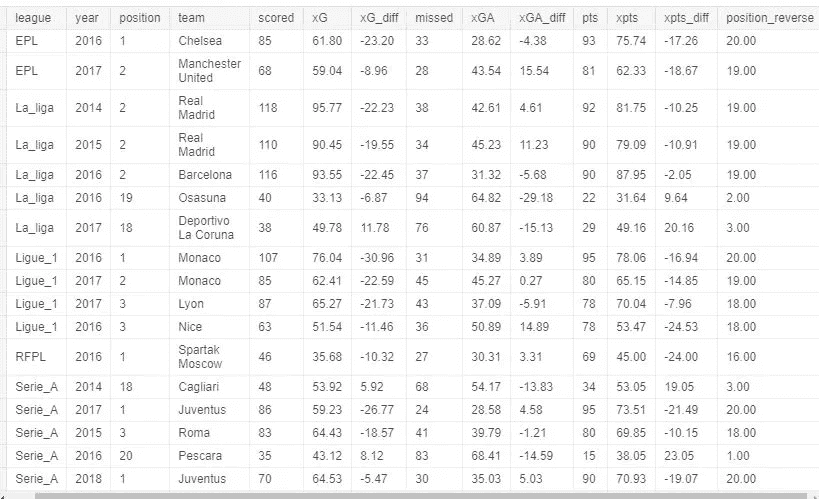 league year position team scored xG xG_diff missed xGA xGA_diff pts xpts xpts_diff position_reverse
EPL 2016 1 Chelsea 85 61.80 -23.20 33 28.62 -4.38 93 75.74 -17.26 20.00
EPL 2017 2 Manchester United 68 59.04 -8.96 28 43.54 15.54 81 62.33 -18.67 19.00
La_liga 2014 2 Real Madrid 118 95.77 -22.23 38 42.61 4.61 92 81.75 -10.25 19.00
La_liga 2015 2 Real Madrid 110 90.45 -19.55 34 45.23 11.23 90 79.09 -10.91 19.00
La_liga 2016 2 Barcelona 116 93.55 -22.45 37 31.32 -5.68 90 87.95 -2.05 19.00
La_liga 2016 19 Osasuna 40 33.13 -6.87 94 64.82 -29.18 22 31.64 9.64 2.00
La_liga 2017 18 Deportivo La Coruna 38 49.78 11.78 76 60.87 -15.13 29 49.16 20.16 3.00
Ligue_1 2016 1 Monaco 107 76.04 -30.96 31 34.89 3.89 95 78.06 -16.94 20.00
Ligue_1 2017 2 Monaco 85 62.41 -22.59 45 45.27 0.27 80 65.15 -14.85 19.00
Ligue_1 2017 3 Lyon 87 65.27 -21.73 43 37.09 -5.91 78 70.04 -7.96 18.00
Ligue_1 2016 3 Nice 63 51.54 -11.46 36 50.89 14.89 78 53.47 -24.53 18.00
RFPL 2016 1 Spartak Moscow 46 35.68 -10.32 27 30.31 3.31 69 45.00 -24.00 16.00
Serie_A 2014 18 Cagliari 48 53.92 5.92 68 54.17 -13.83 34 53.05 19.05 3.00
Serie_A 2017 1 Juventus 86 59.23 -26.77 24 28.58 4.58 95 73.51 -21.49 20.00
Serie_A 2015 3 Roma 83 64.43 -18.57 41 39.79 -1.21 80 69.85 -10.15 18.00
Serie_A 2016 20 Pescara 35 43.12 8.12 83 68.41 -14.59 15 38.05 23.05 1.00
Serie_A 2018 1 Juventus 70 64.53 -5.47 30 35.03 5.03 90 70.93 -19.07 20.00